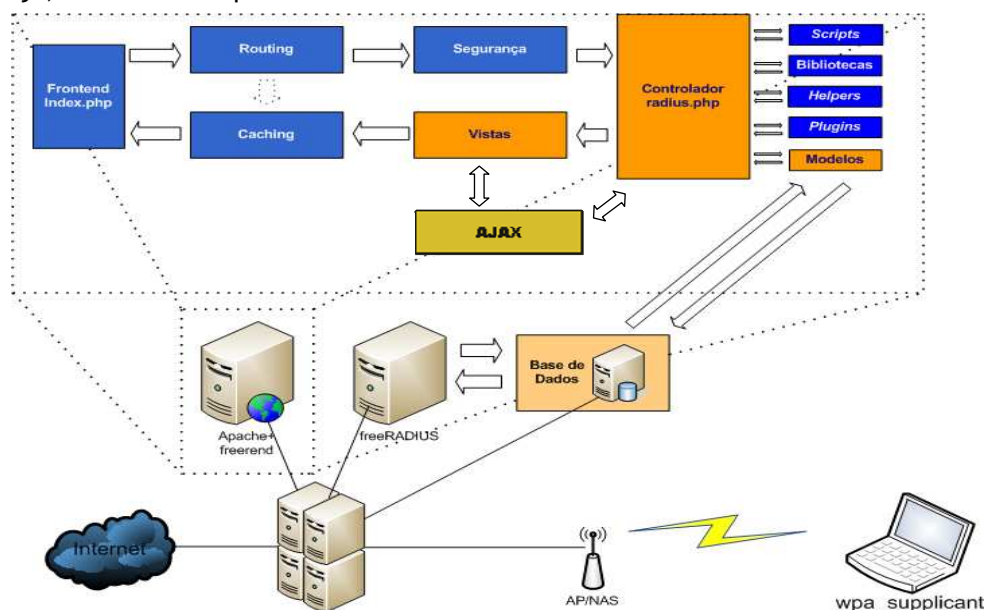 Routing
Segurança
Scripts
Frontend
Index.php
Controlador
radius.php
Bibliotecas
Helpers
Caching
Vistas
Plugins
Modelos
AJAX
Base de
Dados
Apache+
freerend
freeRADIUS
Internet
AP/NAS
wpa_supplicant